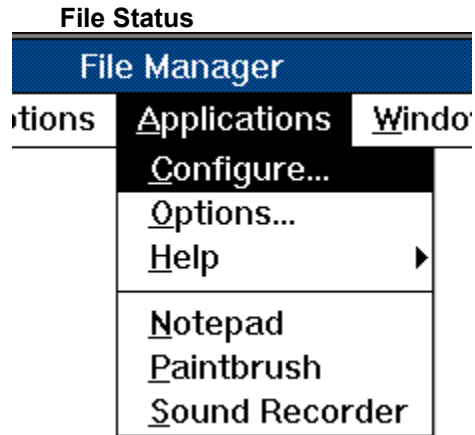 File Status
File Manager
tions Applications Windo
Configure...
Options...
Help
Notepad
Paintbrush
Sound Recorder